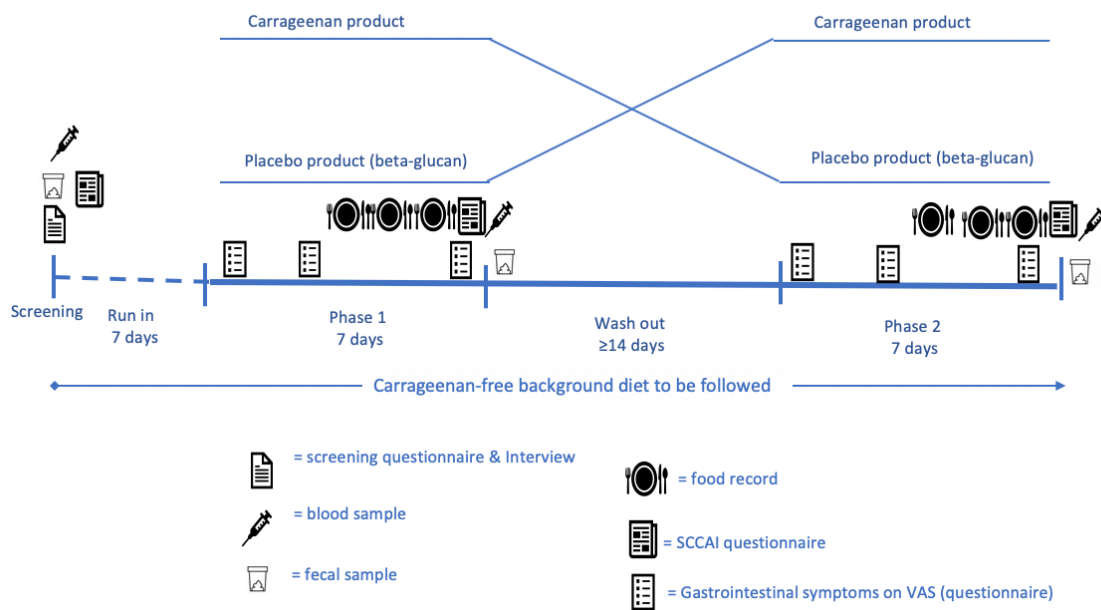 Carrageenan product
Carrageenan product
Placebo product (beta-glucan)
Placebo product (beta-glucan)
Screening
Run in
7 days
Phase 1
7 days
Wash out
≥14 days
Phase 2
7 days
Carrageenan-free background diet to be followed
= screening questionnaire & Interview
= blood sample
= fecal sample
= food record
= SCCAI questionnaire
= Gastrointestinal symptoms on VAS (questionnaire)